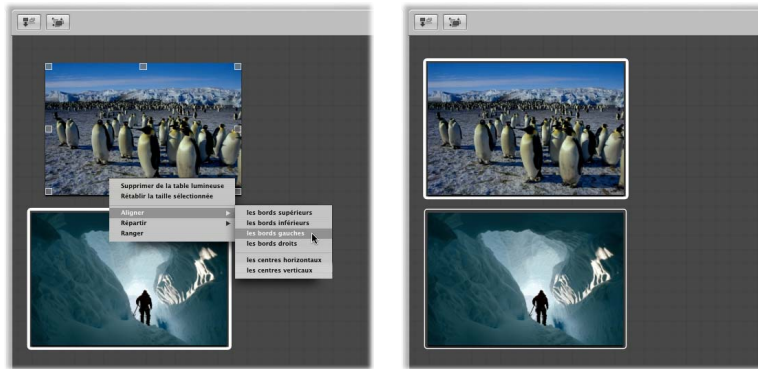 Supprimer de la table lumineuse
Rétablir la taille sélectionnée
Aligner
Répartir
Ranger
les bords supérieurs
les bords inférieurs
les bords gauches
les bords droits
les centres horizontaux
les centres verticaux